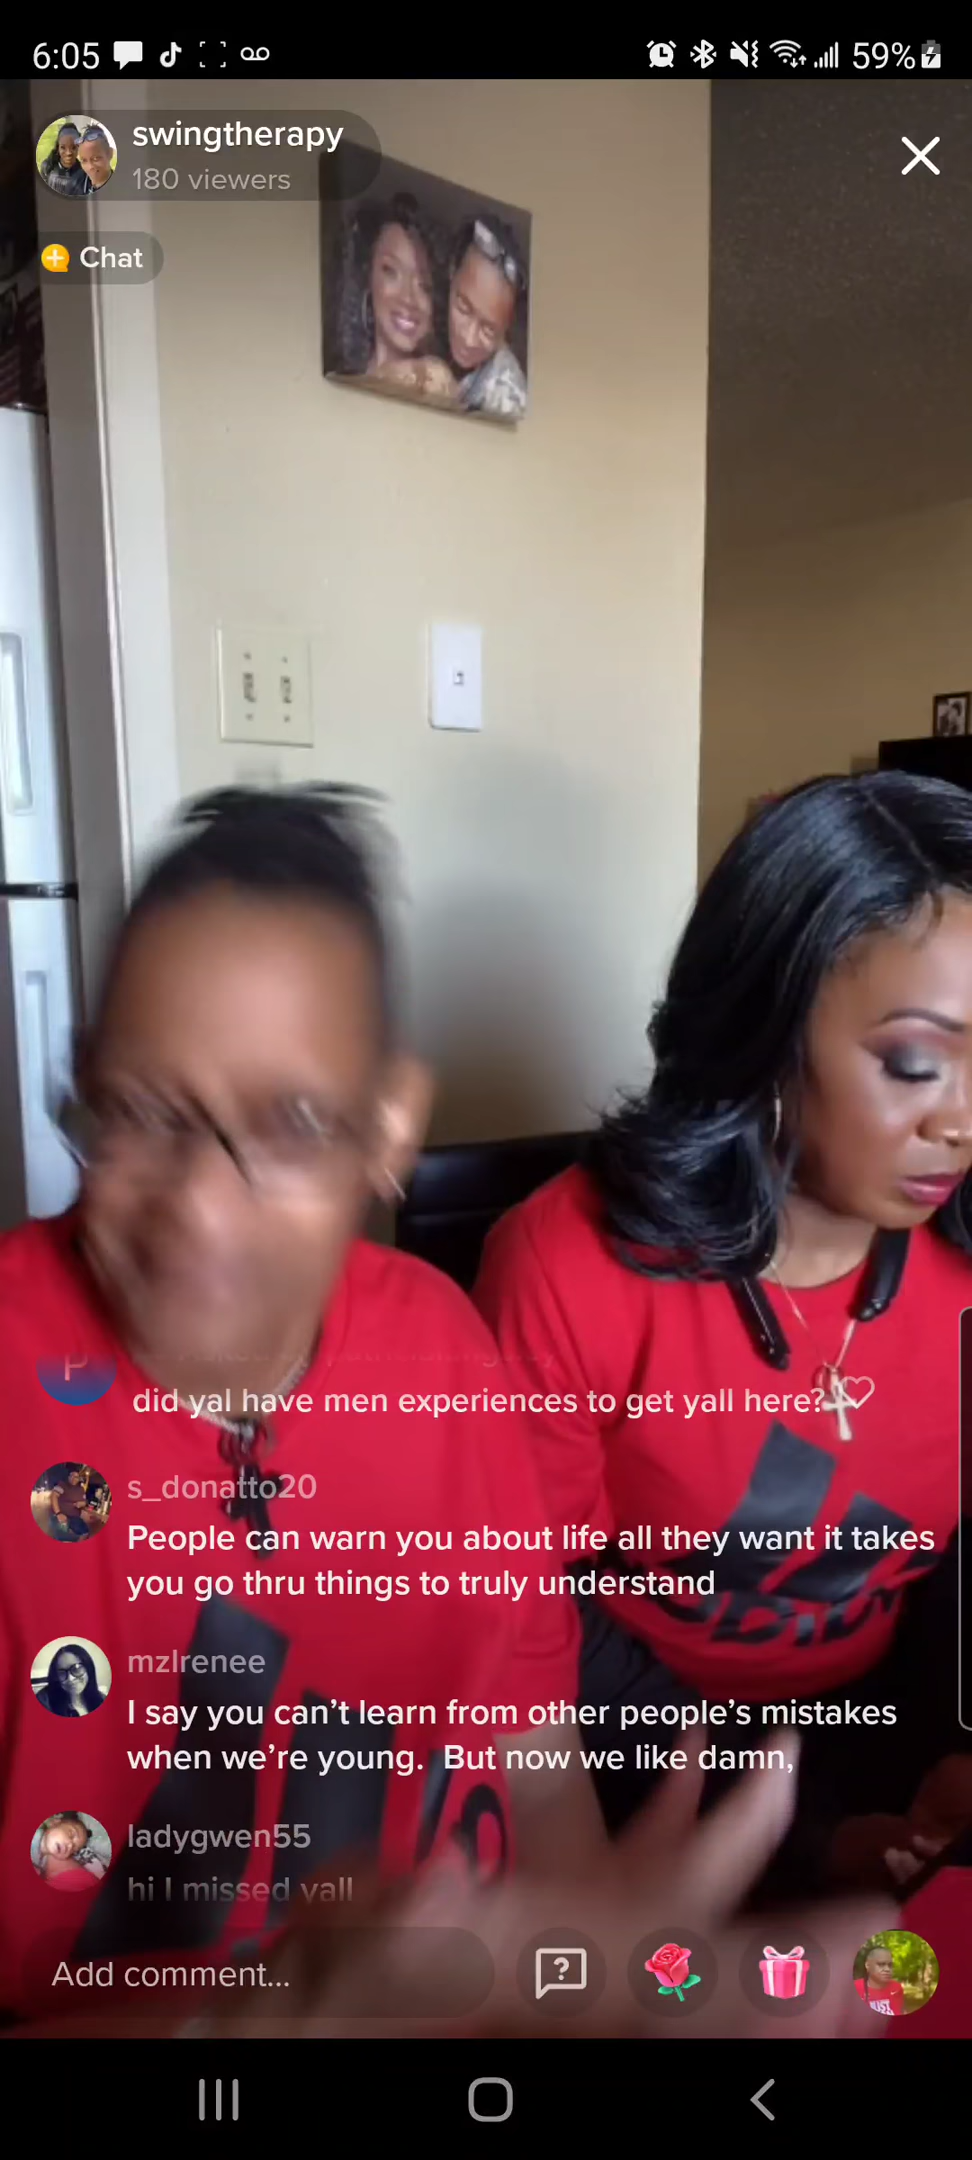 6:05
59%
swingtherapy
180 viewers
Chat
P
did yal have men experiences to get yall here?
s_donatto20
People can warn you about life all they want it takes
you go thru things to truly understand
mzlrenee
I say you can’t learn from other people’s mistakes
when we’re young. But now we like damn,
ladygwen55
hi I missed yall
Add comment...